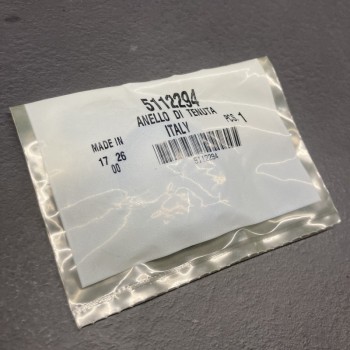 5112294
ANELLO DI TENUTA PCS 1
MADE IN ITALY
17 26
00
5112294